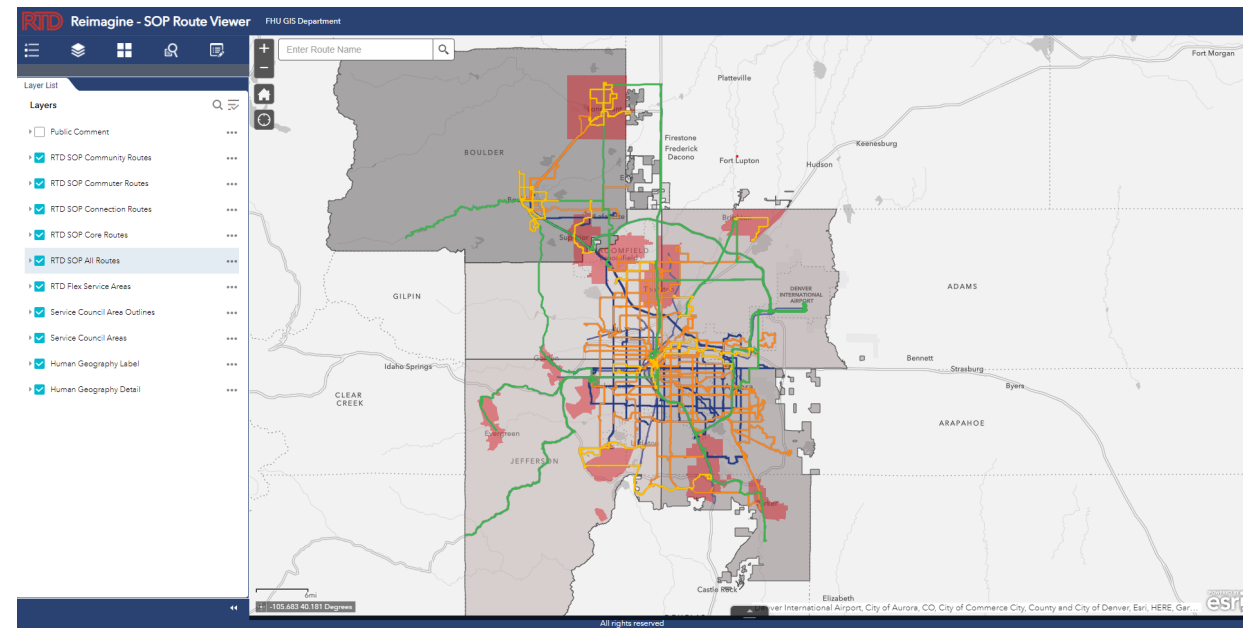 RTD Reimagine - SOP Route Viewer FHU GIS Department
Enter Route Name
Layer List
Layers
Public Comment
RTD SOP Community Routes
RTD SOP Commuter Routes
RTD SOP Connection Routes
RTD SOP Core Routes
RTD SOP All Routes
RTD Flex Service Areas
Service Council Area Outlines
Service Council Areas
Human Geography Label
Human Geography Detail
Fort Morgan
Platteville
Firestone
Frederick
Dacono
Fort Lupton
Keenesburg
Hudson
BOULDER
GILPIN
DENVER
INTERNATIONAL
AIRPORT
ADAMS
Idaho Springs
Bennett
Strasburg
Byers
CLEAR
CREEK
ARAPAHOE
Evergreen
JEFFERSON
Castle Rock
Elizabeth
6mi
-105.683 40.181 Degrees
ver International Airport, City of Aurora, CO, City of Commerce City, County and City of Denver, Esri, HERE, Gar...
esri
All rights reserved